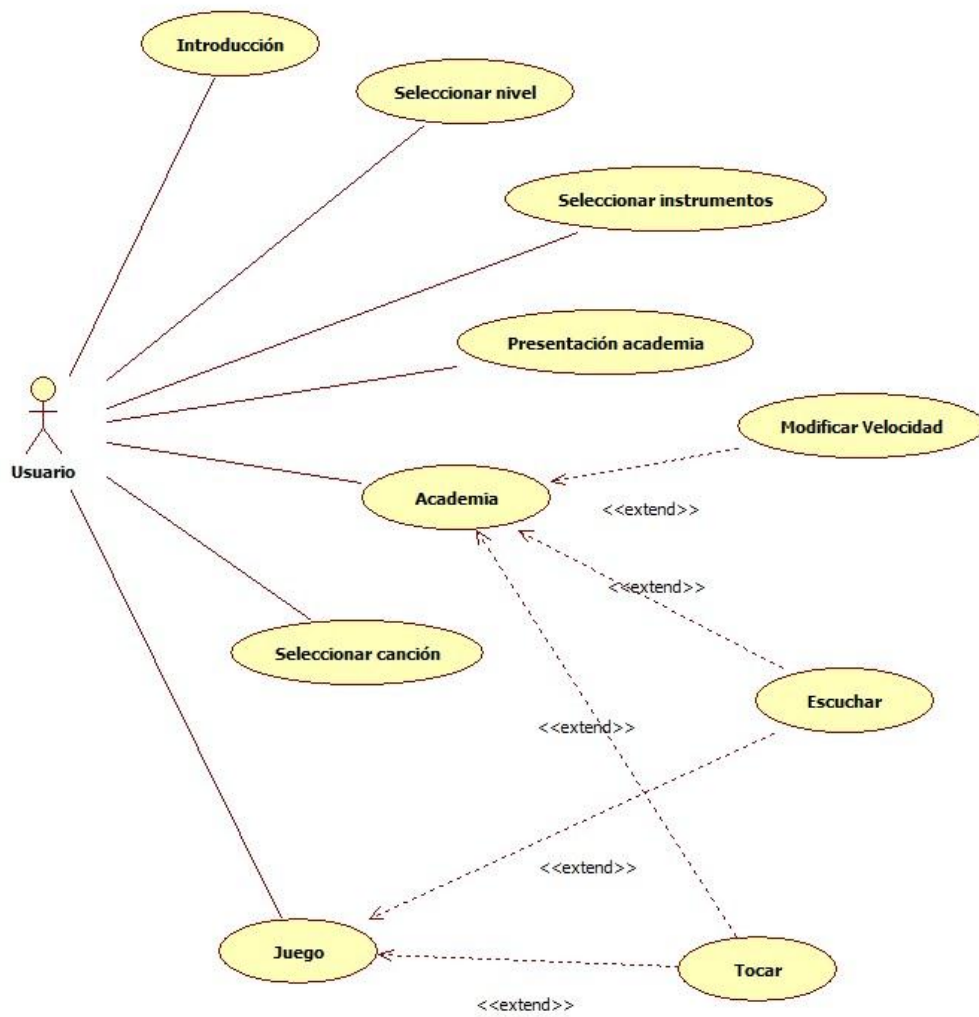 Introducción
Seleccionar nivel
Seleccionar instrumentos
Presentación academia
Modificar Velocidad
Usuario
Academia
<<extend>>
<<extend>>
Seleccionar canción
Escuchar
<<extend>>
<<extend>>
Juego
Tocar
<<extend>>